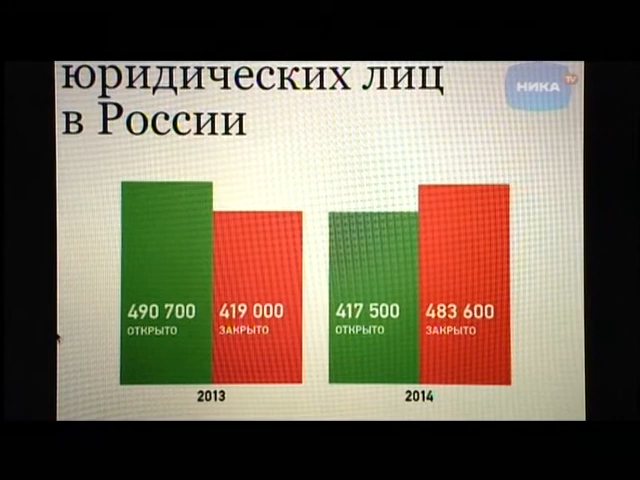 юридических лиц
в России
НИКА TV
490 700
ОТКРЫТО
419 000
ЗАКРЫТО
417 500
ОТКРЫТО
483 600
ЗАКРЫТО
2013
2014